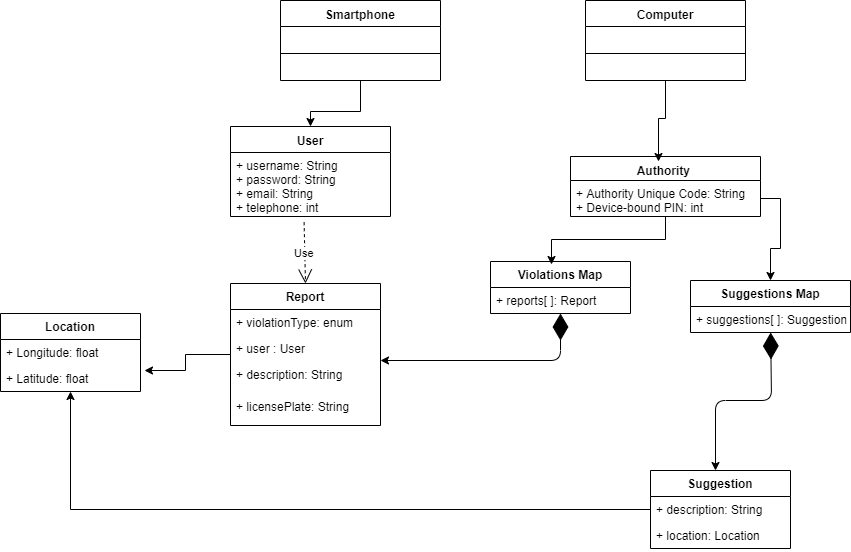 Smartphone
Computer
User
+ username: String
+ password: String
+ email: String
+ telephone: int
Authority
+ Authority Unique Code: String
+ Device-bound PIN: int
Use
Violations Map
+ reports[ ]: Report
Suggestions Map
+ suggestions[ ]: Suggestion
Report
+ violationType: enum
+ user : User
+ description: String
+ licensePlate: String
Location
+ Longitude: float
+ Latitude: float
Suggestion
+ description: String
+ location: Location